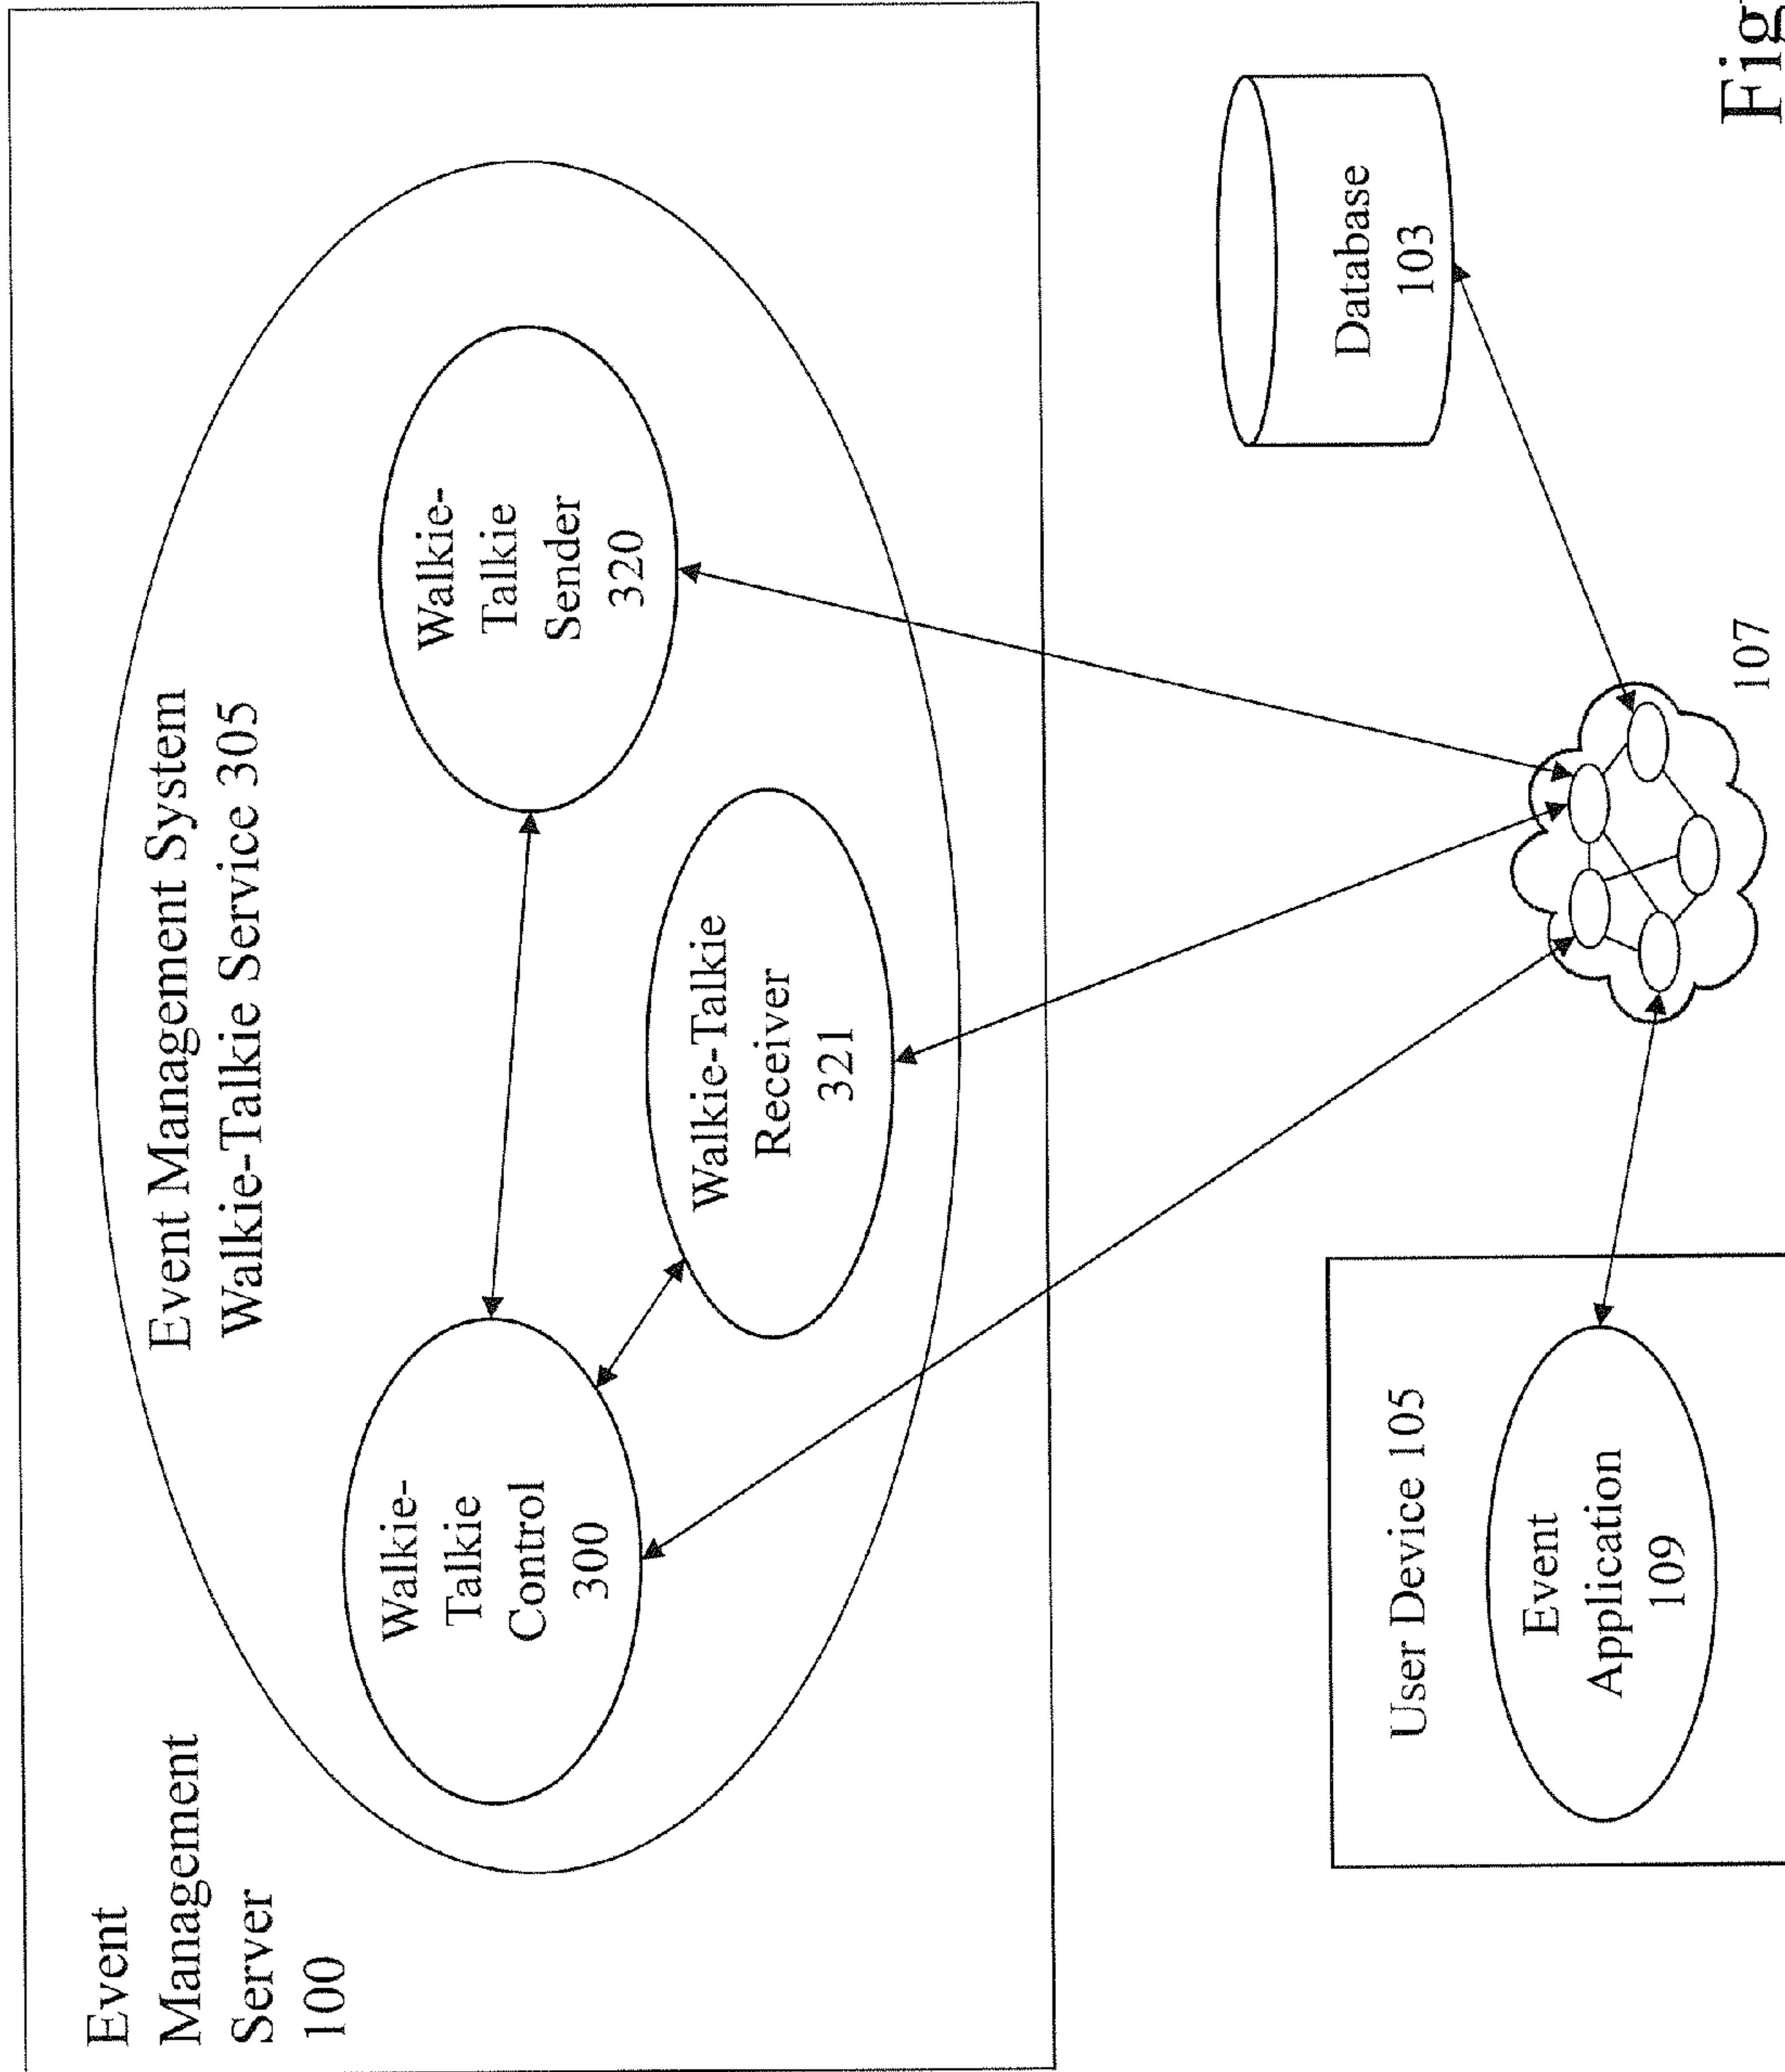 Event
Management
Server
100
Event Management System
Walkie-Talkie Service 305
Walkie-
Talkie
Control
300
Walkie-Talkie
Receiver
321
Walkie-
Talkie
Sender
320
User Device 105
Event
Application
109
107
Database
103
Fig